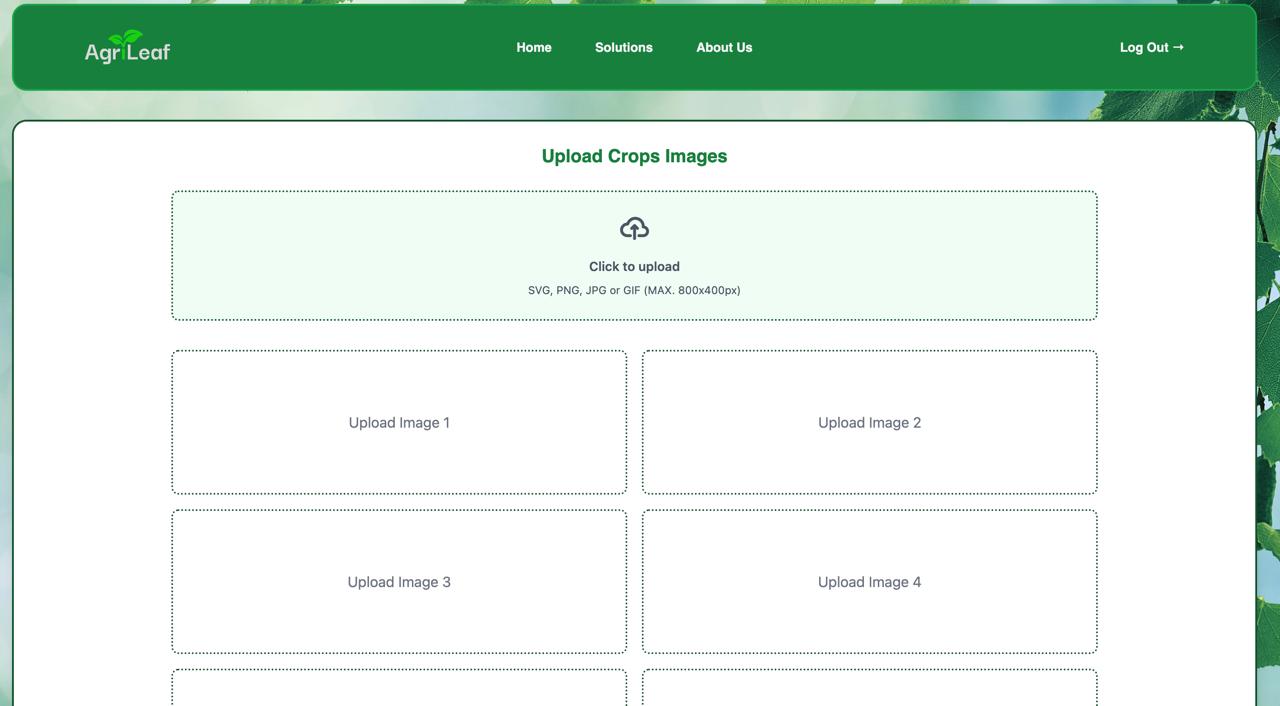 AgriLeaf
Home
Solutions
About Us
Log Out →
Upload Crops Images
Click to upload
SVG, PNG, JPG or GIF (MAX. 800x400px)
Upload Image 1
Upload Image 2
Upload Image 3
Upload Image 4